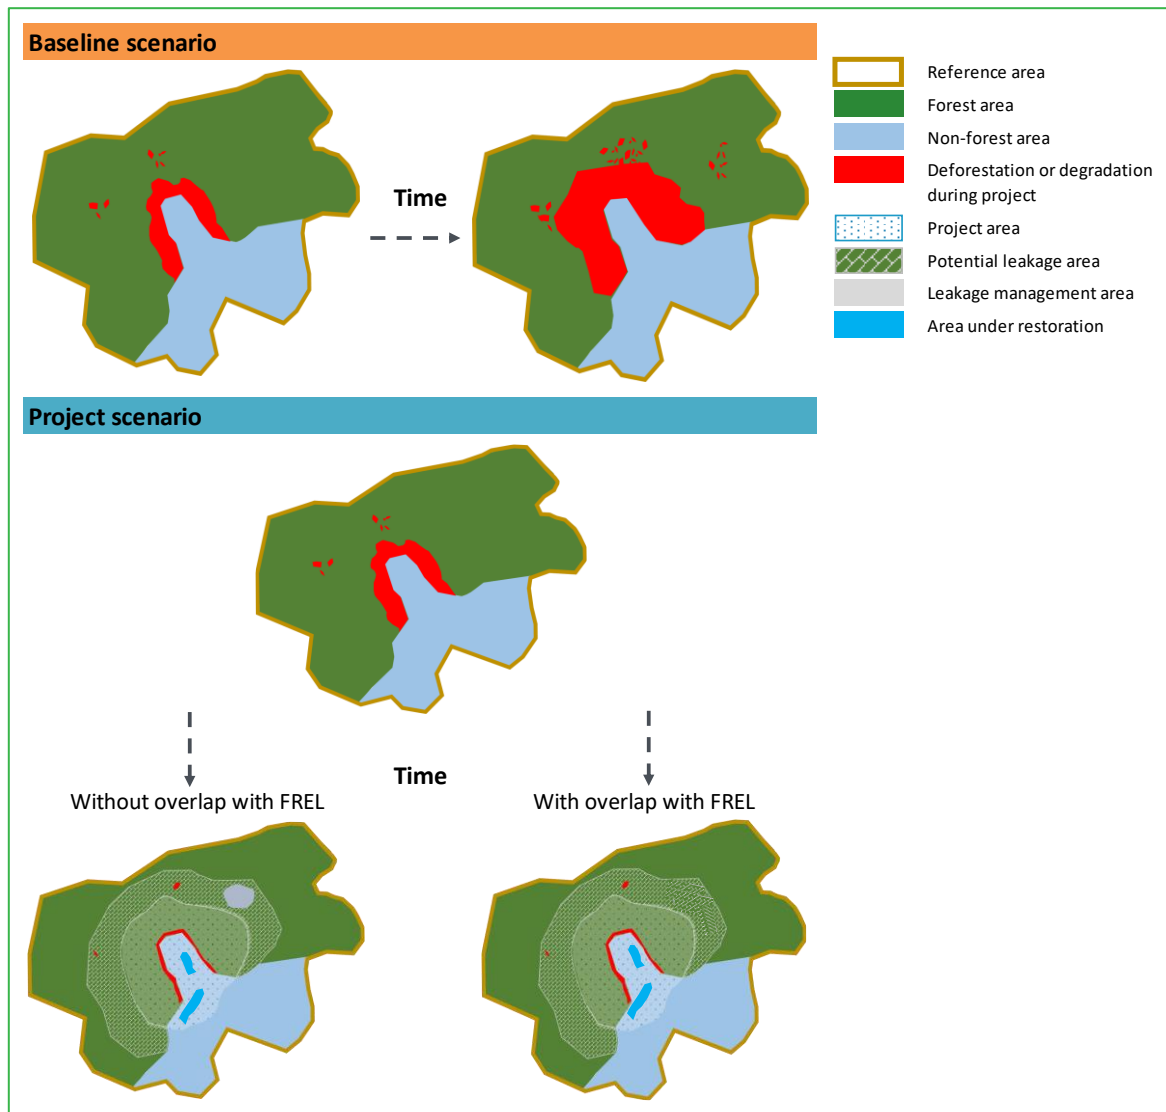 Baseline scenario
Time
Reference area
Forest area
Non-forest area
Deforestation or degradation
during project
Project area
Potential leakage area
Leakage management area
Area under restoration
Project scenario
Time
Without overlap with FREL
With overlap with FREL